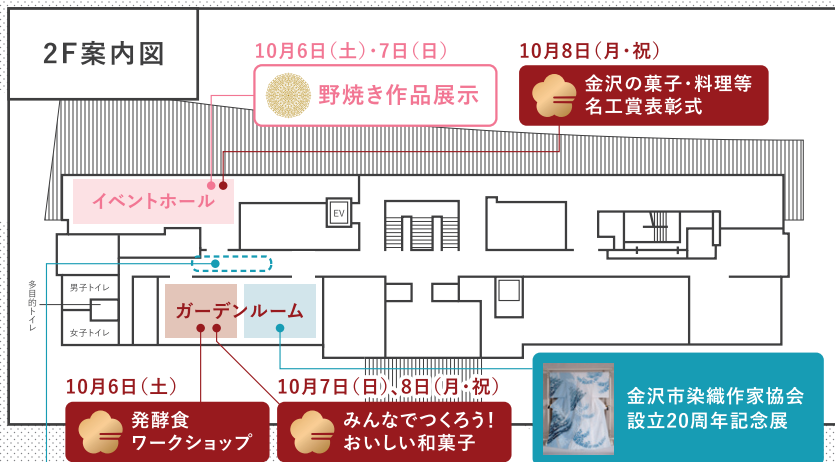 2F案内図
10月6日(土)・7日(日)
野焼き作品展示
10月8日(月・祝)
金沢の菓子・料理等
名工賞表彰式
イベントホール
EV
多目的トイレ
男子トイレ
女子トイレ
ガーデンルーム
10月6日(土)
発酵食
ワークショップ
10月7日(日)、8日(月・祝)
みんなでつくろう!
おいしい和菓子
金沢市染織作家協会
設立20周年記念展